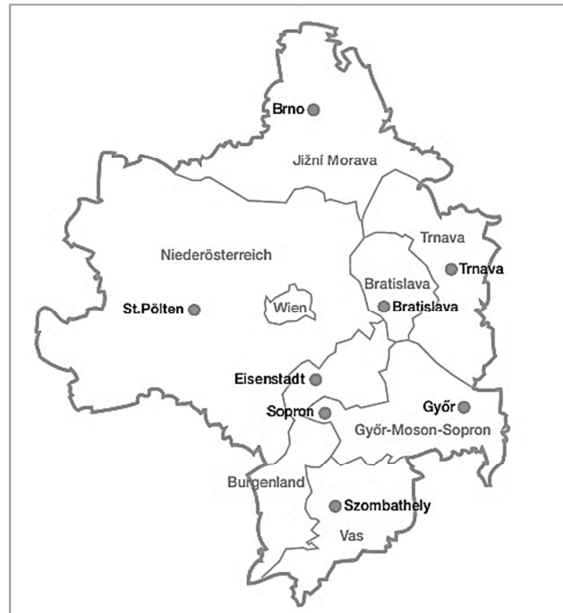 Brno
Jižní Morava
Trnava
Niederösterreich
Trnava
Bratislava
Wien
Bratislava
St.Pölten
Eisenstadt
Sopron
Győr
Győr-Moson-Sopron
Burgenland
Szombathely
Vas